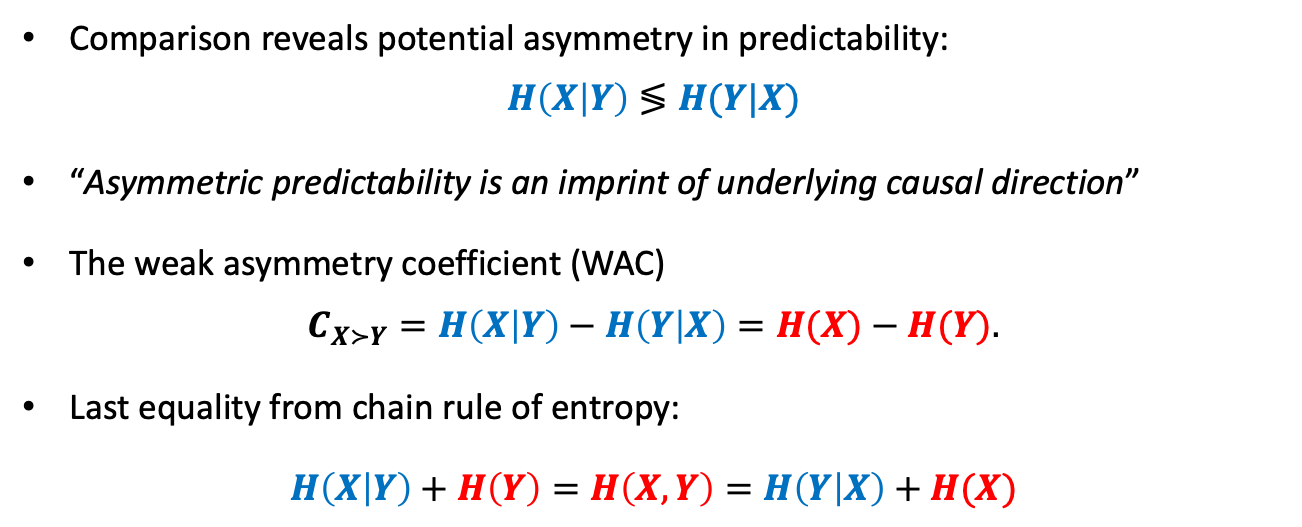 • Comparison reveals potential asymmetry in predictability:
H(X|Y) ⋚ H(Y|X)
• “Asymmetric predictability is an imprint of underlying causal direction”
• The weak asymmetry coefficient (WAC)
C_{X≻Y} = H(X|Y) − H(Y|X) = H(X) − H(Y).
• Last equality from chain rule of entropy:
H(X|Y) + H(Y) = H(X, Y) = H(Y|X) + H(X)